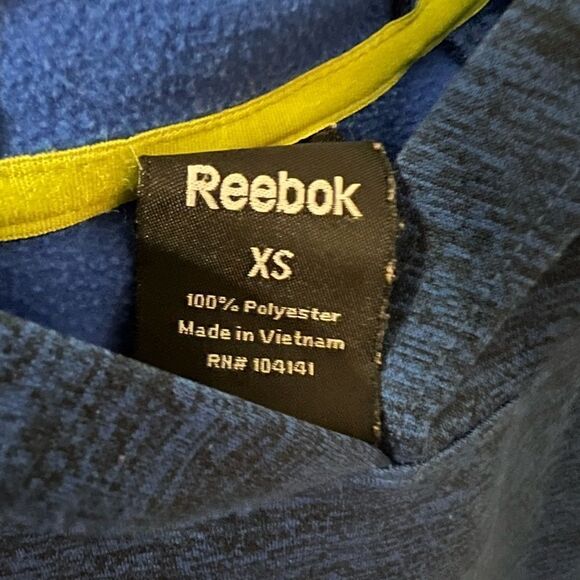 Reebok
XS
100% Polyester
Made in Vietnam
RN# 104141